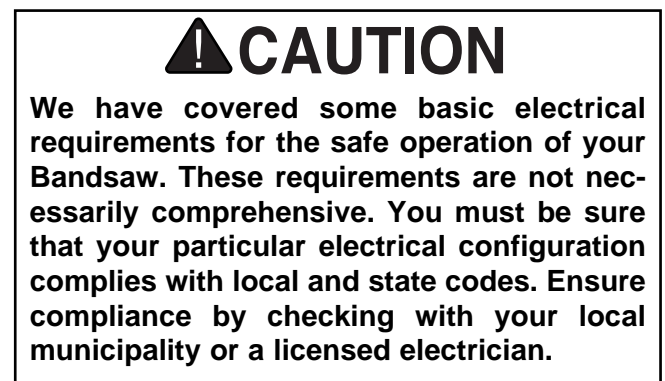 CAUTION
We have covered some basic electrical
requirements for the safe operation of your
Bandsaw. These requirements are not nec-
essarily comprehensive. You must be sure
that your particular electrical configuration
complies with local and state codes. Ensure
compliance by checking with your local
municipality or a licensed electrician.